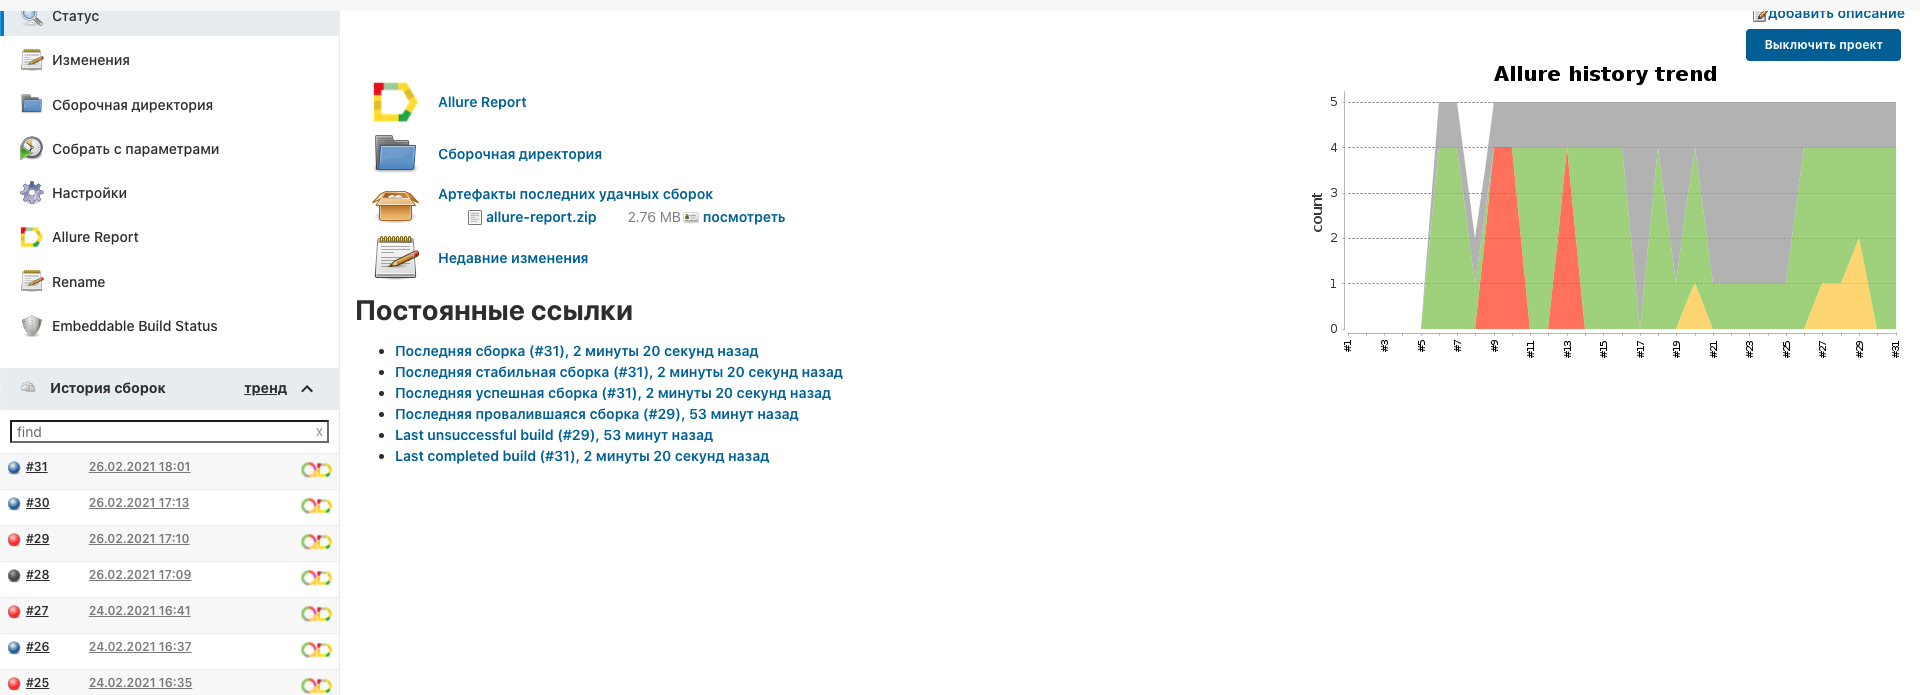 Статус
Изменения
Сборочная директория
Собрать с параметрами
Настройки
Allure Report
Rename
Embeddable Build Status
История сборок тренд
find x
#31 26.02.2021 18:01
#30 26.02.2021 17:13
#29 26.02.2021 17:10
#28 26.02.2021 17:09
#27 24.02.2021 16:41
#26 24.02.2021 16:37
#25 24.02.2021 16:35
Allure Report
Сборочная директория
Артефакты последних удачных сборок
allure-report.zip 2.76 MB посмотреть
Недавние изменения
Постоянные ссылки
Последняя сборка (#31), 2 минуты 20 секунд назад
Последняя стабильная сборка (#31), 2 минуты 20 секунд назад
Последняя успешная сборка (#31), 2 минуты 20 секунд назад
Последняя провалившаяся сборка (#29), 53 минут назад
Last unsuccessful build (#29), 53 минут назад
Last completed build (#31), 2 минуты 20 секунд назад
добавить описание
Выключить проект
Allure history trend
5
4
3
2
1
0
count
#1 #3 #5 #7 #9 #11 #13 #15 #17 #19 #21 #23 #25 #27 #29 #31